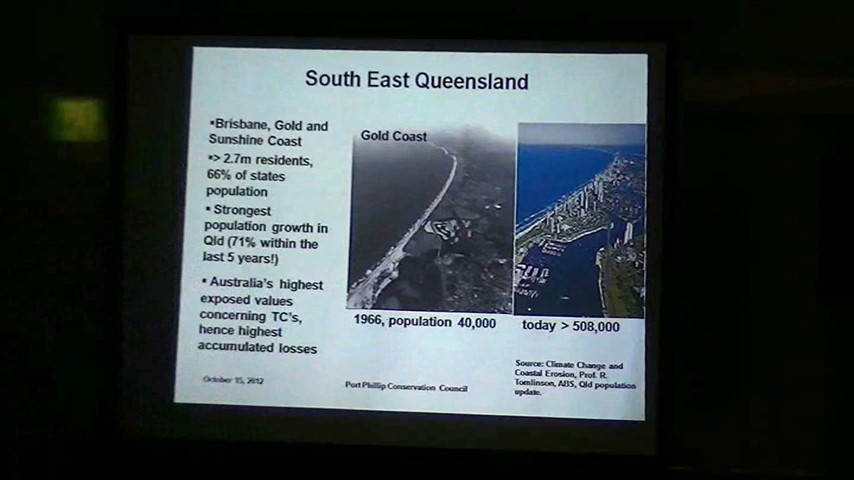 South East Queensland
▪Brisbane, Gold and
Sunshine Coast
▪> 2.7m residents,
66% of states
population
▪ Strongest
population growth in
Qld (71% within the
last 5 years!)
▪ Australia's highest
exposed values
concerning TC's,
hence highest
accumulated losses
Gold Coast
1966, population 40,000
today > 508,000
Source: Climate Change and
Coastal Erosion, Prof. R.
Tomlinson, ABS, Qld population
update.
October 15, 2012
Port Phillip Conservation Council